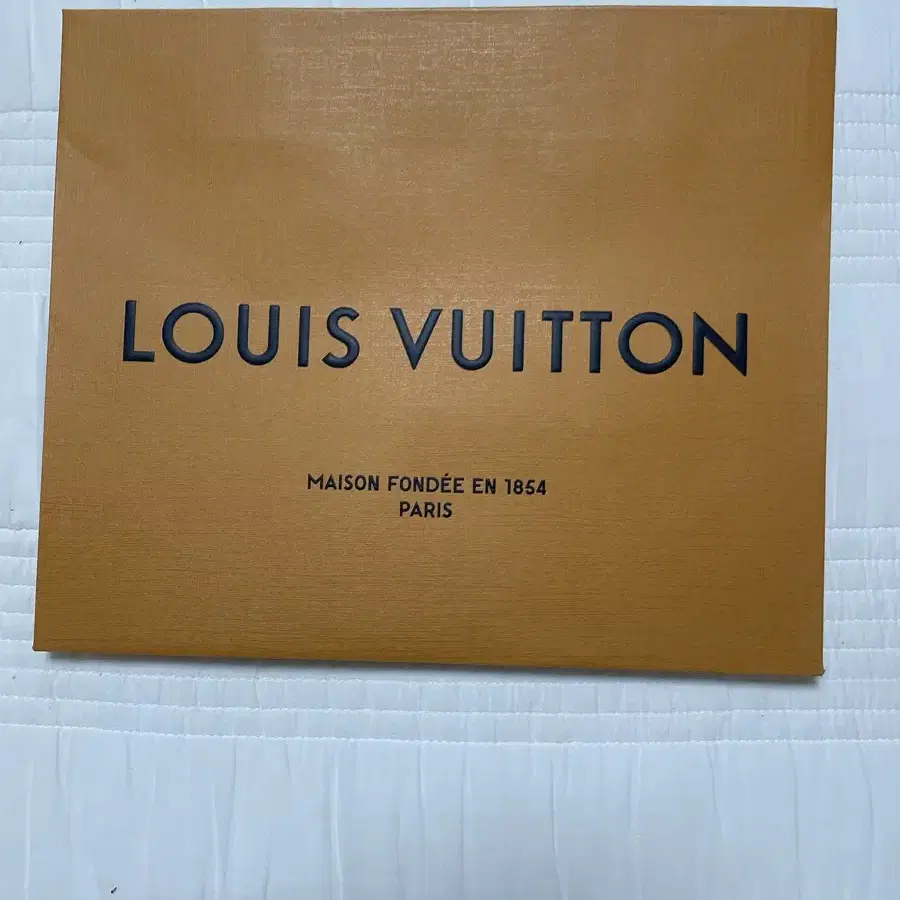 LOUIS VUITTON
MAISON FONDÉE EN 1854
PARIS